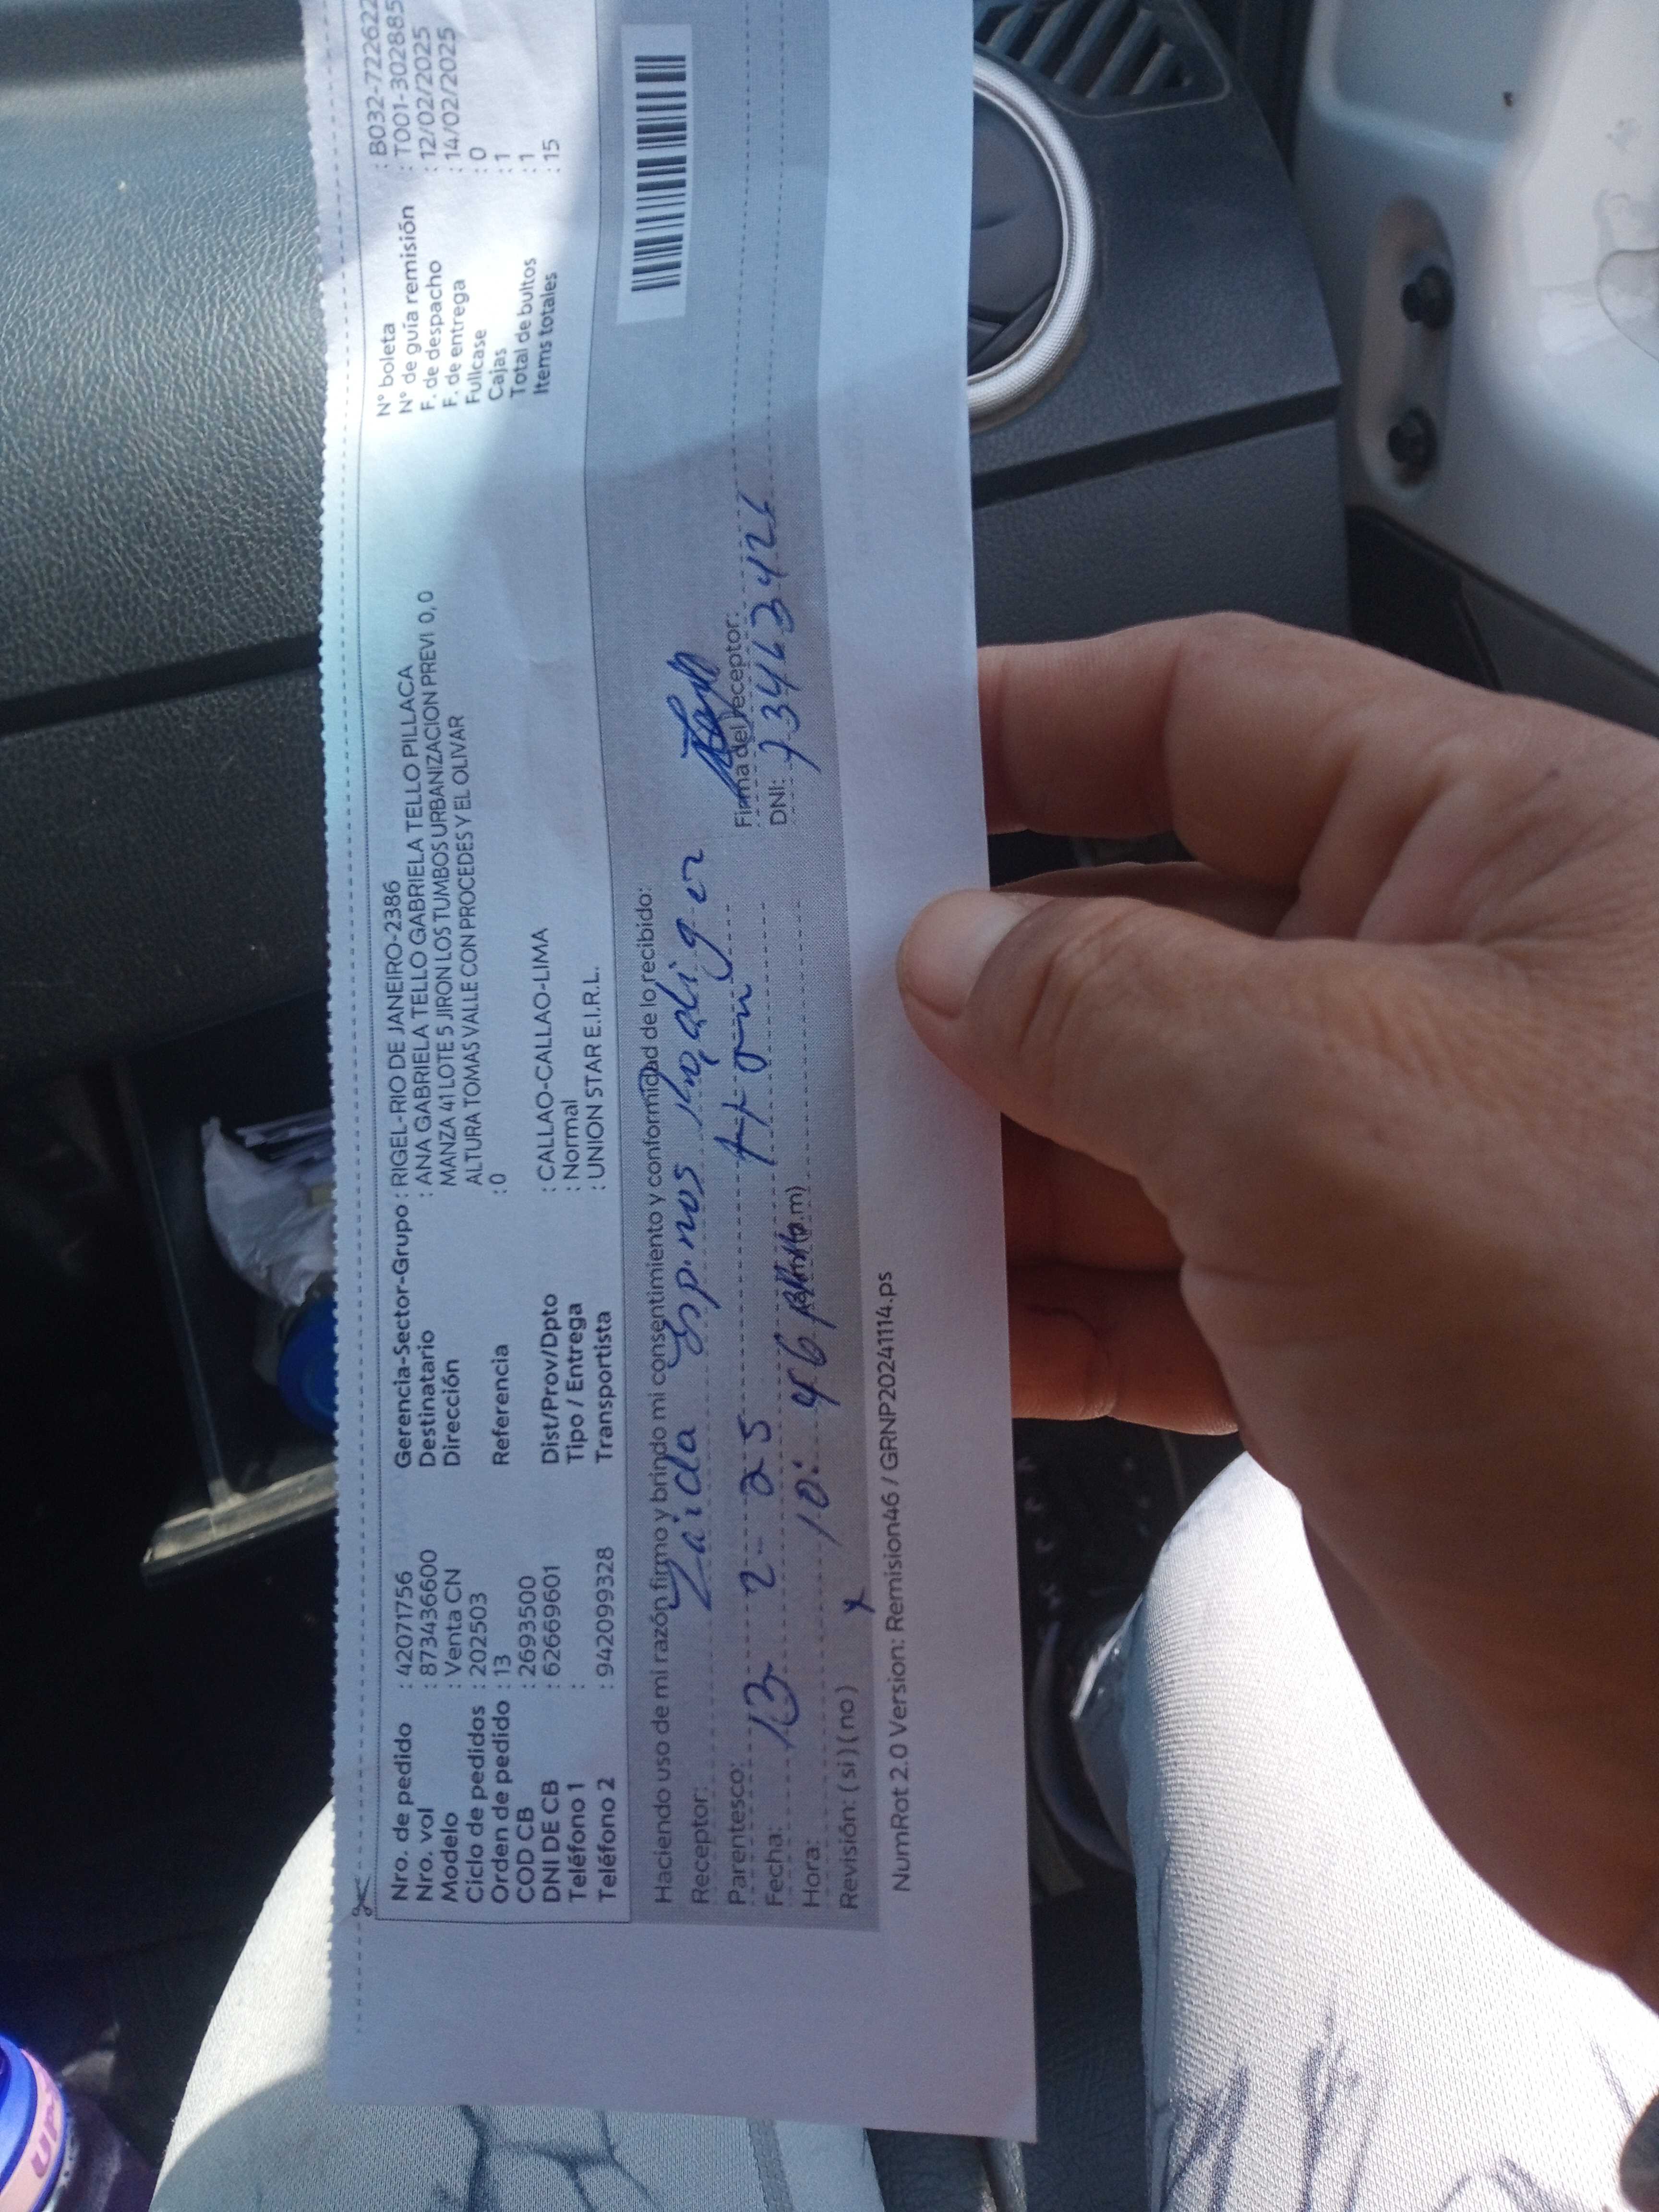 Nro. de pedido : 42071756
Nro. vol : 873436600
Modelo : Venta CN
Ciclo de pedidos : 202503
Orden de pedido : 13
COD CB : 2693500
DNI DE CB : 62669601
Teléfono 1 :
Teléfono 2 : 942099328
Gerencia-Sector-Grupo : RIGEL-RIO DE JANEIRO-2386
Destinatario : ANA GABRIELA TELLO GABRIELA TELLO PILLACA
Dirección MANZA 41 LOTE 5 JIRON LOS TUMBOS URBANIZACION PREVI 0,0
ALTURA TOMAS VALLE CON PROCEDES Y EL OLIVAR
Referencia : 0
Dist/Prov/Dpto : CALLAO-CALLAO-LIMA
Tipo / Entrega : Normal
Transportista : UNION STAR E.I.R.L.
N° boleta : B032-722622
N° de guía remisión : T001-3028885
F. de despacho : 12/02/2025
F. de entrega : 14/02/2025
Fullcase : 0
Cajas : 1
Total de bultos : 1
Items totales : 15
Haciendo uso de mi razón firmo y brindo mi consentimiento y conformidad de lo recibido:
Receptor: Zaida
Parentesco:
Firma del receptor:
Fecha: 13 2 25
DNI:
Hora: 10: 46
Revisión: ( si ) ( no ) x
NumRot 2.0 Version: Remision46 / GRNP20241114.ps